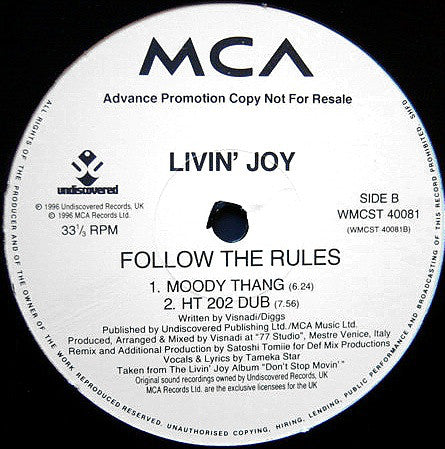 MCA
Advance Promotion Copy Not For Resale
LIVIN' JOY
undiscovered
℗ 1996 Undiscovered Records, UK
© 1996 MCA Records Ltd.
33 1/3 RPM
SIDE B
WMCST 40081
(WMCST 40081B)
FOLLOW THE RULES
1. MOODY THANG (6.24)
2. HT 202 DUB (7.56)
Written by Visnadi/Diggs
Published by Undiscovered Publishing Ltd./MCA Music Ltd.
Produced, Arranged & Mixed by Visnadi at "77 Studio", Mestre Venice, Italy
Remix and Additional Production by Satoshi Tomiie for Def Mix Productions
Vocals & Lyrics by Tameka Star
Taken from The Livin' Joy Album "Don't Stop Movin'"
Original sound recordings owned by Undiscovered Records.
MCA Records Ltd. are the exclusive licensees for the UK
ALL RIGHTS OF THE PRODUCER AND OF THE OWNER OF THE WORK REPRODUCED RESERVED. UNAUTHORISED COPYING, HIRING, LENDING, PUBLIC PERFORMANCE AND BROADCASTING OF THIS RECORD PROHIBITED